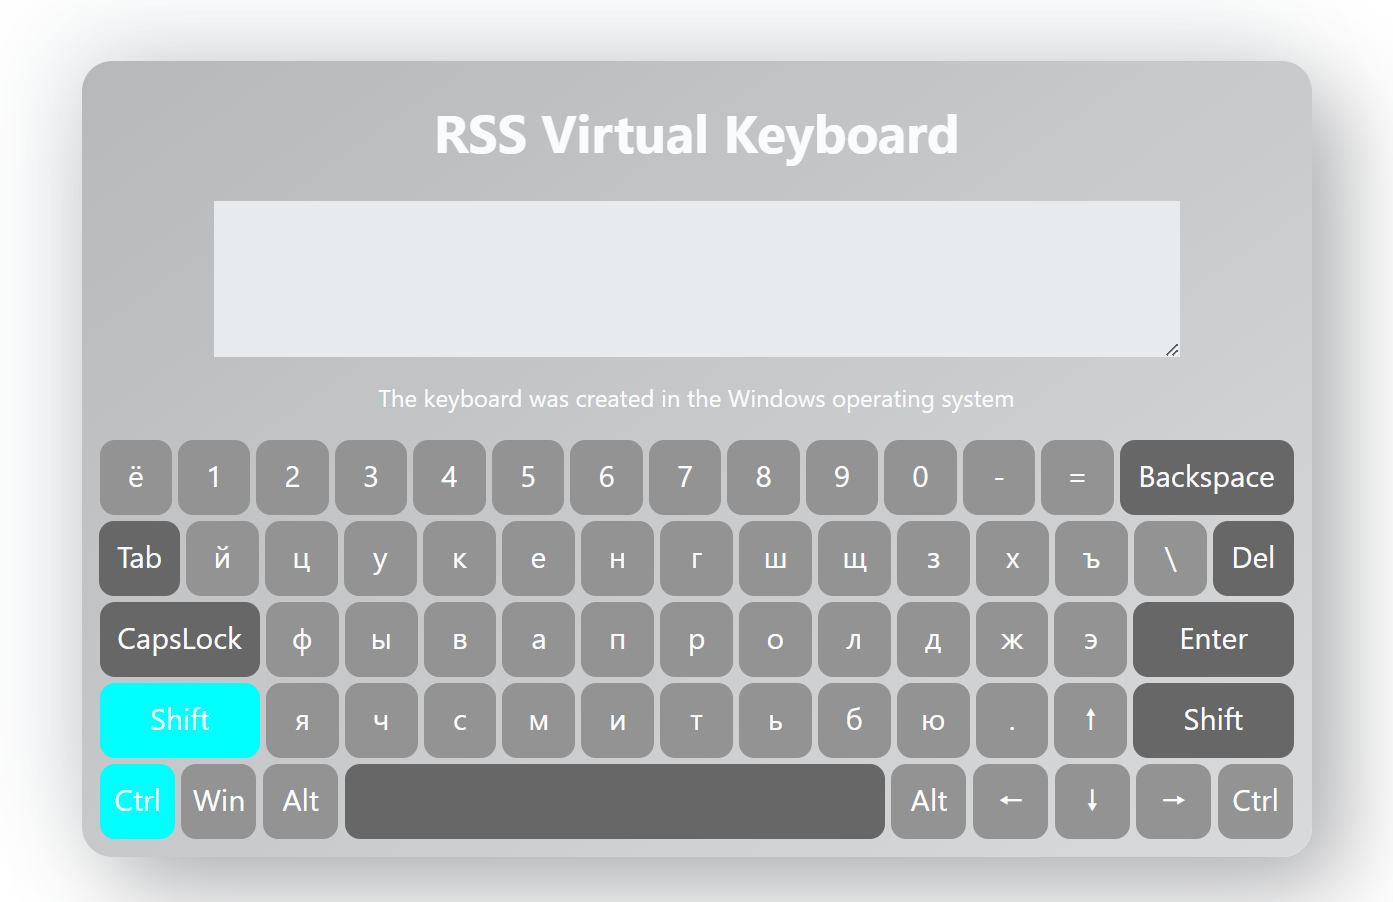 RSS Virtual Keyboard
The keyboard was created in the Windows operating system
ё 1 2 3 4 5 6 7 8 9 0 - = Backspace
Tab й ц у к е н г ш щ з х ъ \ Del
CapsLock ф ы в а п р о л д ж э Enter
Shift я ч с м и т ь б ю . ↑ Shift
Ctrl Win Alt Alt ← ↓ → Ctrl